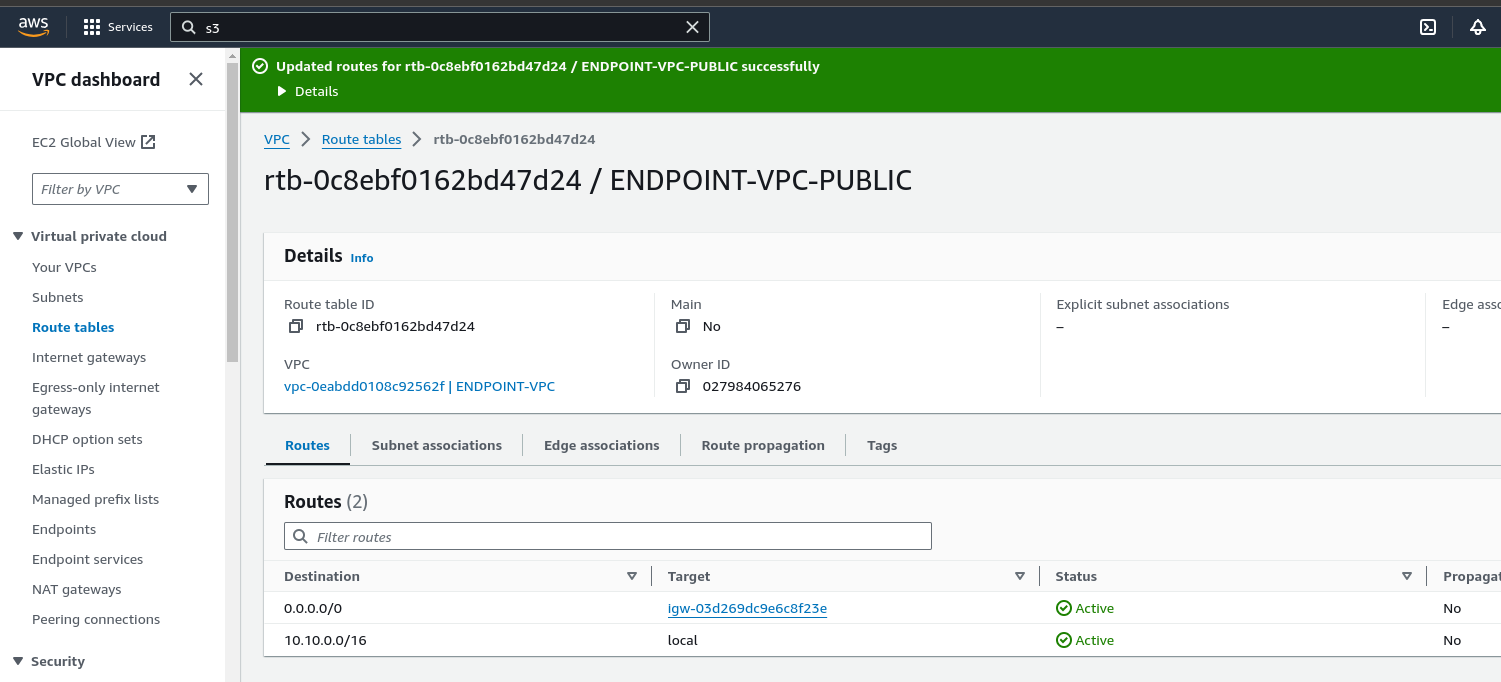 aws
Services
s3
VPC dashboard
EC2 Global View
Filter by VPC
Virtual private cloud
Your VPCs
Subnets
Route tables
Internet gateways
Egress-only internet
gateways
DHCP option sets
Elastic IPs
Managed prefix lists
Endpoints
Endpoint services
NAT gateways
Peering connections
Security
Updated routes for rtb-0c8ebf0162bd47d24 / ENDPOINT-VPC-PUBLIC successfully
Details
VPC Route tables rtb-0c8ebf0162bd47d24
rtb-0c8ebf0162bd47d24 / ENDPOINT-VPC-PUBLIC
Details Info
Route table ID
rtb-0c8ebf0162bd47d24
VPC
vpc-0eabdd0108c92562f | ENDPOINT-VPC
Main
No
Owner ID
027984065276
Explicit subnet associations
–
Edge asso
–
Routes Subnet associations Edge associations Route propagation Tags
Routes (2)
Filter routes
Destination Target Status Propagat
0.0.0.0/0 igw-03d269dc9e6c8f23e Active No
10.10.0.0/16 local Active No